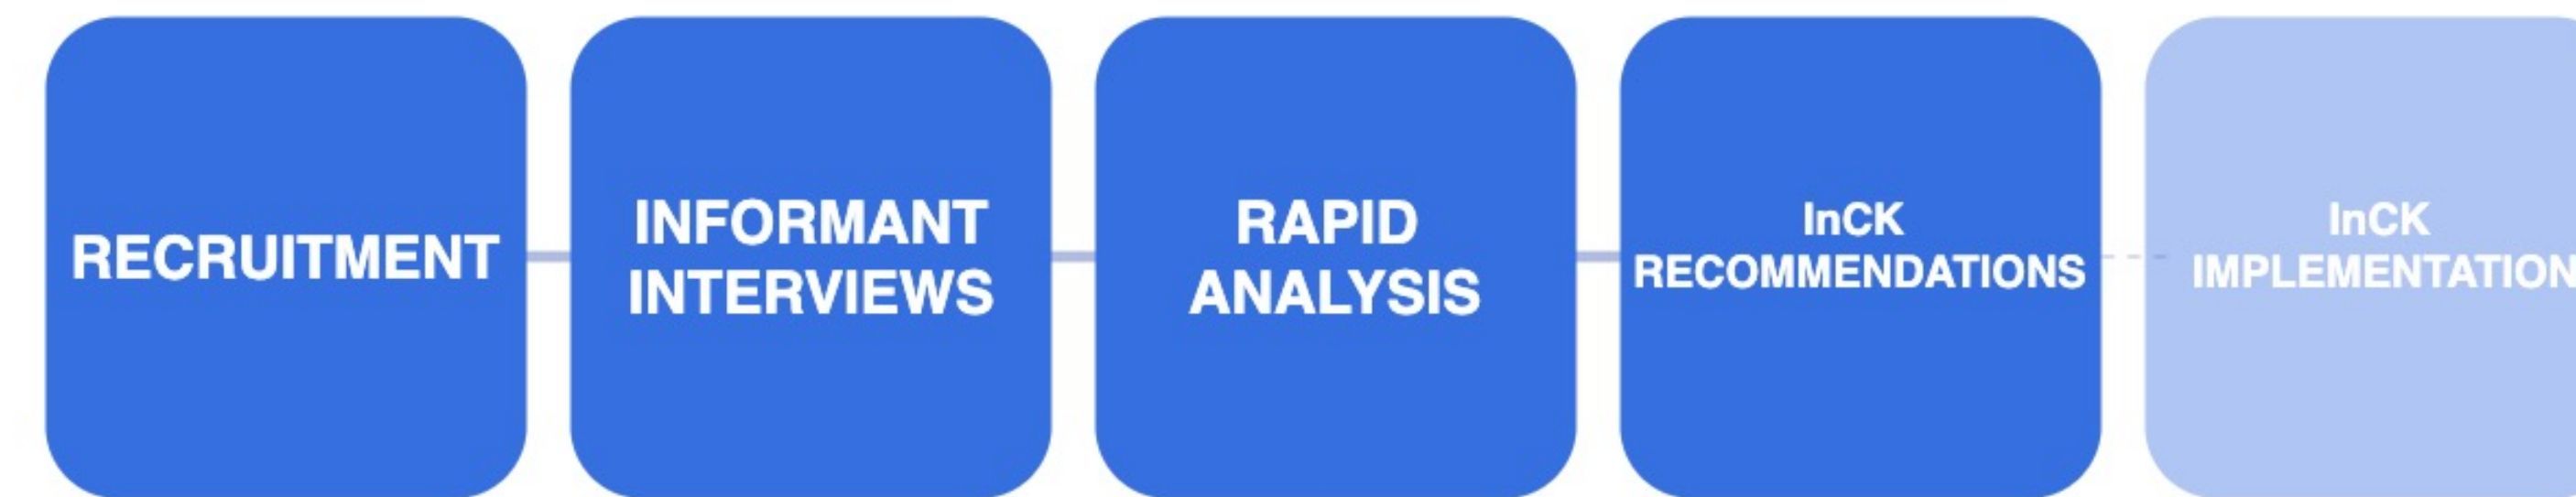 RECRUITMENT
INFORMANT
INTERVIEWS
RAPID
ANALYSIS
InCK
RECOMMENDATIONS
InCK
IMPLEMENTATION